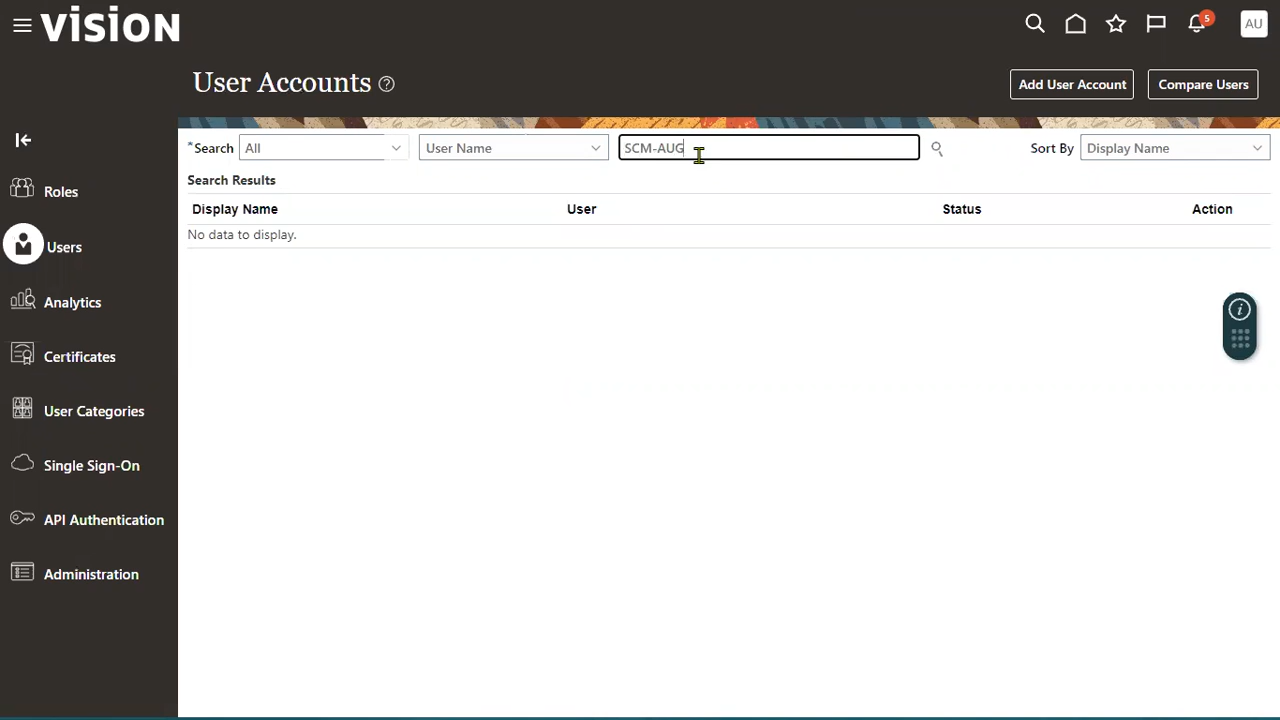 vision
5
AU
User Accounts ?
Add User Account
Compare Users
* Search
All
User Name
SCM-AUG
Sort By
Display Name
Search Results
Display Name
User
Status
Action
No data to display.
Roles
Users
Analytics
Certificates
User Categories
Single Sign-On
API Authentication
Administration
i